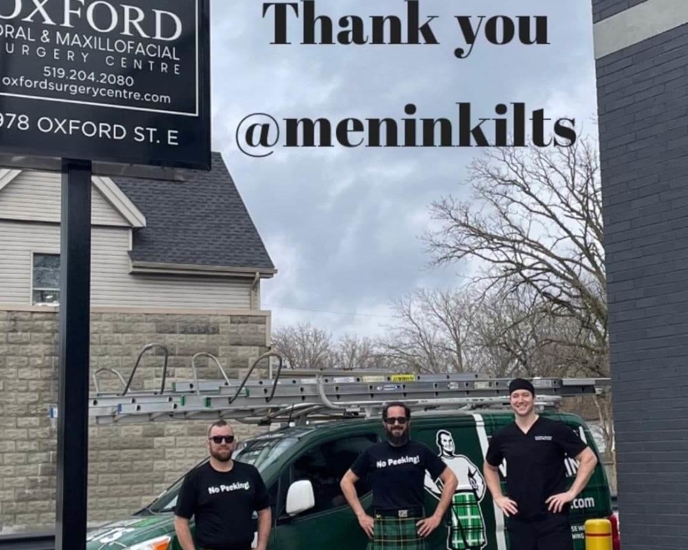 OXFORD
ORAL & MAXILLOFACIAL
SURGERY CENTRE
519.204.2080
oxfordsurgerycentre.com
978 OXFORD ST. E
Thank you
@meninkilts
No Peeking!
No Peeking!
.com